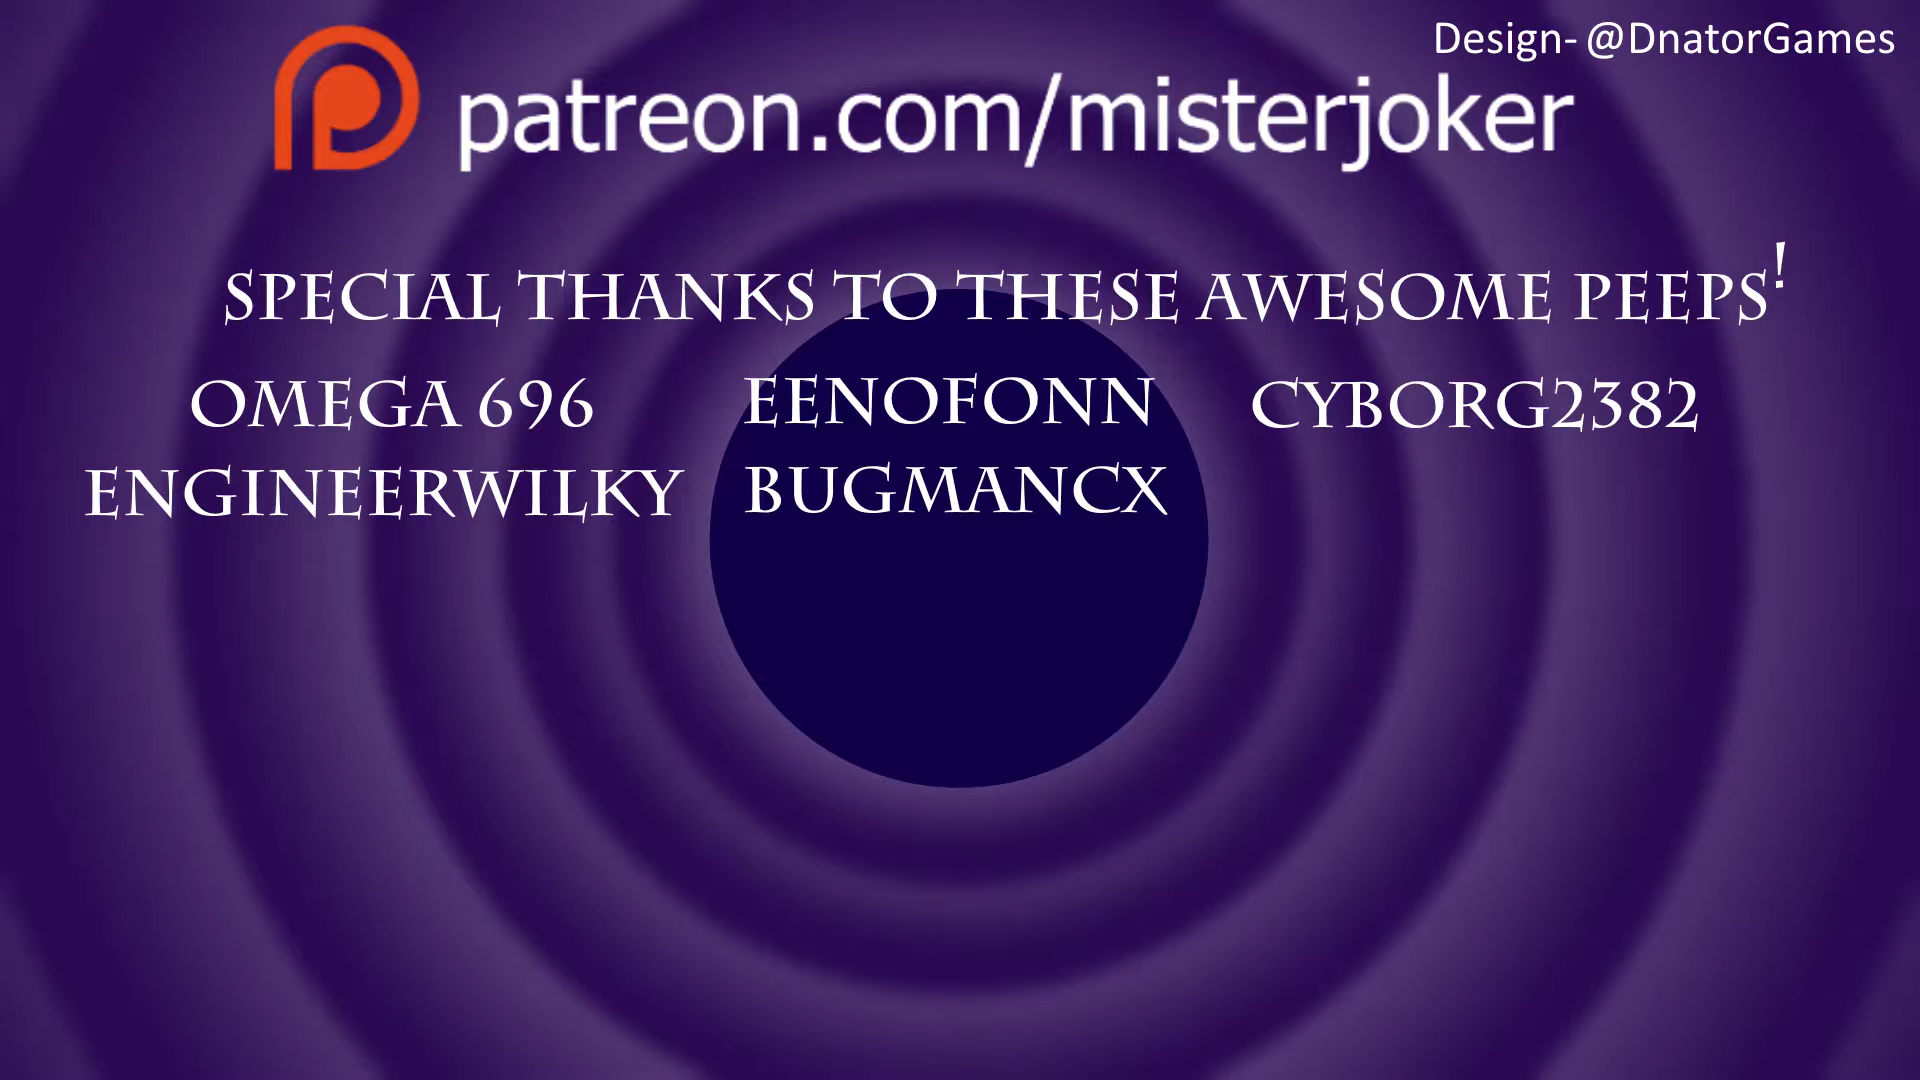 Design- @DnatorGames
patreon.com/misterjoker
SPECIAL THANKS TO THESE AWESOME PEEPS!
OMEGA 696 EENOFONN CYBORG2382
ENGINEERWILKY BUGMANCX